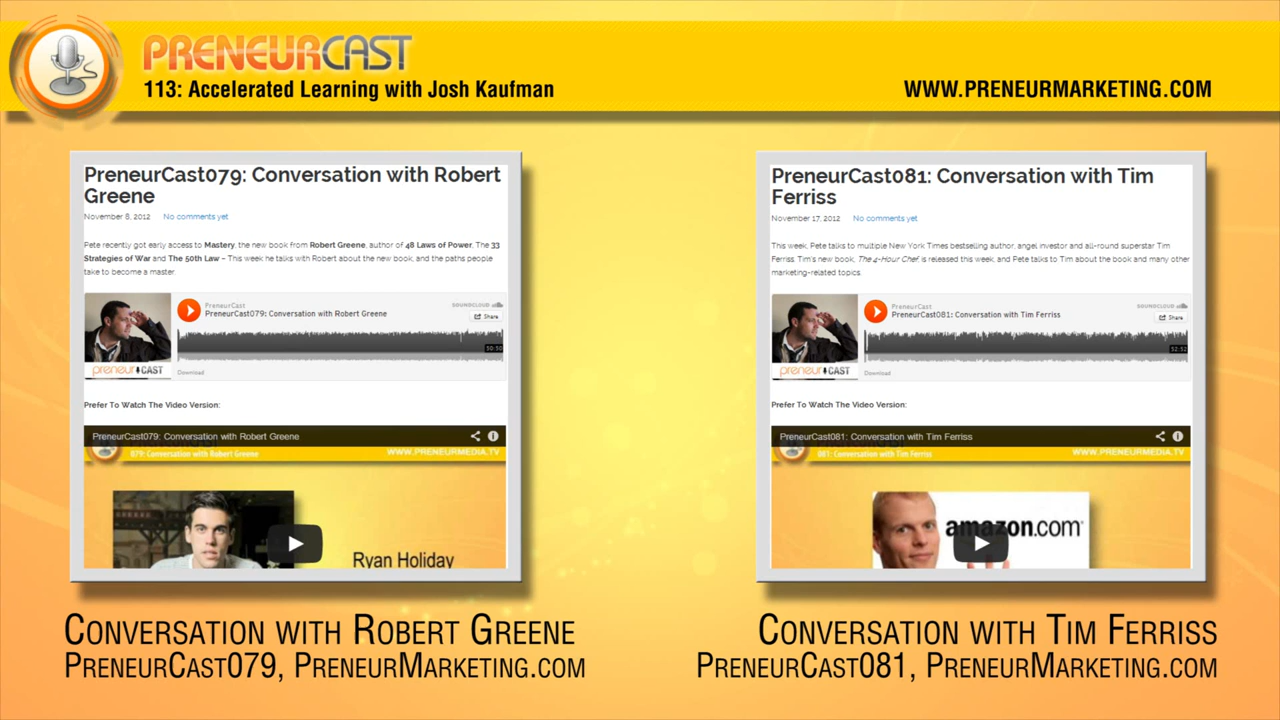 PRENEURCAST
113: Accelerated Learning with Josh Kaufman
WWW.PRENEURMARKETING.COM
PreneurCast079: Conversation with Robert
Greene
November 8, 2012 No comments yet
Pete recently got early access to Mastery, the new book from Robert Greene, author of 48 Laws of Power, The 33
Strategies of War and The 50th Law – This week he talks with Robert about the new book, and the paths people
take to become a master.
PreneurCast
SOUNDCLOUD
PreneurCast079: Conversation with Robert Greene
Share
50:50
preneurCAST
Download
Prefer To Watch The Video Version:
PreneurCast079: Conversation with Robert Greene
079: Conversation with Robert Greene
WWW.PRENEURMEDIA.TV
Ryan Holiday
PreneurCast081: Conversation with Tim
Ferriss
November 17, 2012 No comments yet
This week, Pete talks to multiple New York Times bestselling author, angel investor and all-round superstar Tim
Ferriss. Tim's new book, The 4-Hour Chef, is released this week, and Pete talks to Tim about the book and many other
marketing-related topics.
PreneurCast
SOUNDCLOUD
PreneurCast081: Conversation with Tim Ferriss
Share
52:52
preneurCAST
Download
Prefer To Watch The Video Version:
PreneurCast081: Conversation with Tim Ferriss
081: Conversation with Tim Ferriss
WWW.PRENEURMEDIA.TV
amazon.com
CONVERSATION WITH ROBERT GREENE
PRENEURCAST079, PRENEURMARKETING.COM
CONVERSATION WITH TIM FERRISS
PRENEURCAST081, PRENEURMARKETING.COM